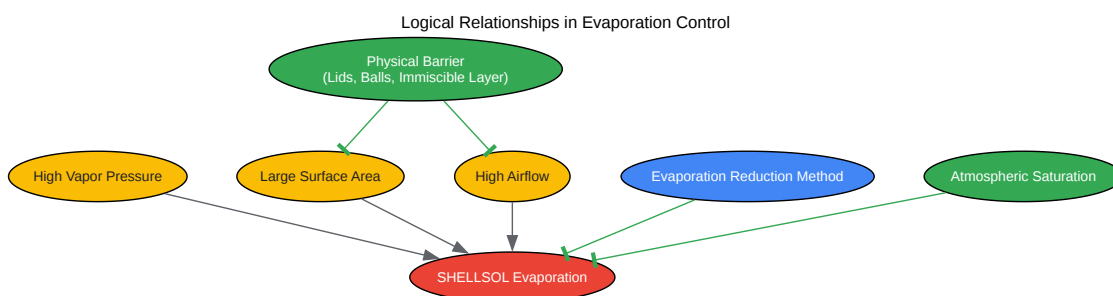 Logical Relationships in Evaporation Control
Physical Barrier
(Lids, Balls, Immiscible Layer)
High Vapor Pressure
Large Surface Area
High Airflow
Evaporation Reduction Method
Atmospheric Saturation
SHELLSOL Evaporation